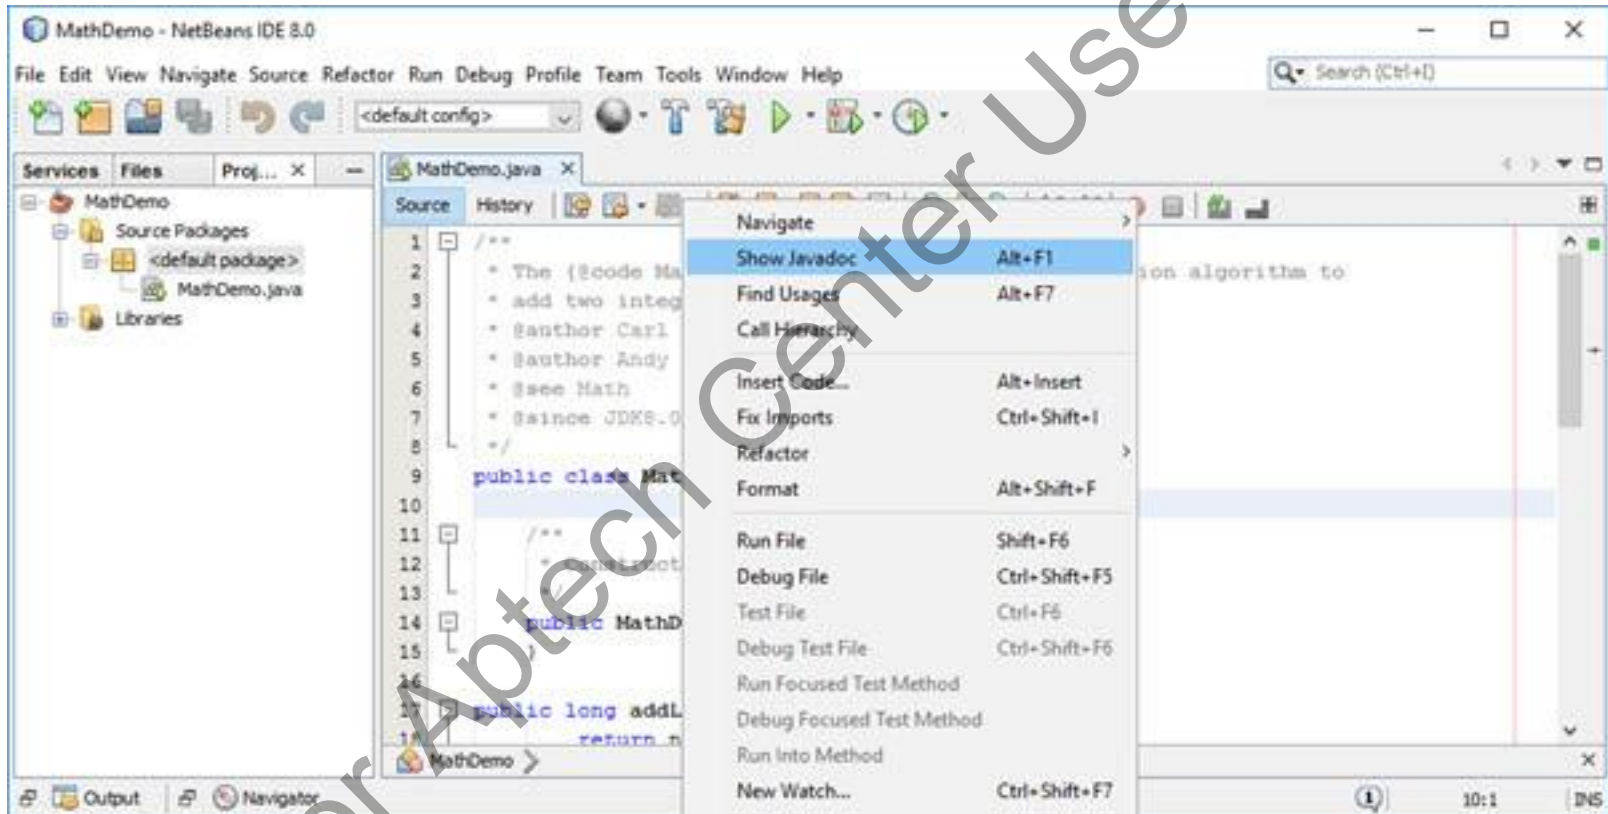 MathDemo - NetBeans IDE 8.0
File Edit View Navigate Source Refactor Run Debug Profile Team Tools Window Help
Search (Ctrl+I)
<default config>
Services Files Proj... MathDemo.java
MathDemo
Source Packages
<default package>
MathDemo.java
Libraries
Source History
1 /**
2 * The {@code Ma ion algorithm to
3 * add two integ
4 * @author Carl
5 * @author Andy
6 * @see Math
7 * @since JDK8.0
8 */
9 public class Mat
10
11 /**
12 * Construct
13 */
14 public MathD
15 }
16
17 public long addL
18 return n
Navigate
Show Javadoc Alt+F1
Find Usages Alt+F7
Call Hierarchy
Insert Code... Alt+Insert
Fix Imports Ctrl+Shift+I
Refactor
Format Alt+Shift+F
Run File Shift+F6
Debug File Ctrl+Shift+F5
Test File Ctrl+F6
Debug Test File Ctrl+Shift+F6
Run Focused Test Method
Debug Focused Test Method
Run Into Method
New Watch... Ctrl+Shift+F7
MathDemo
Output Navigator 1 10:1 INS
Aptech Center Use